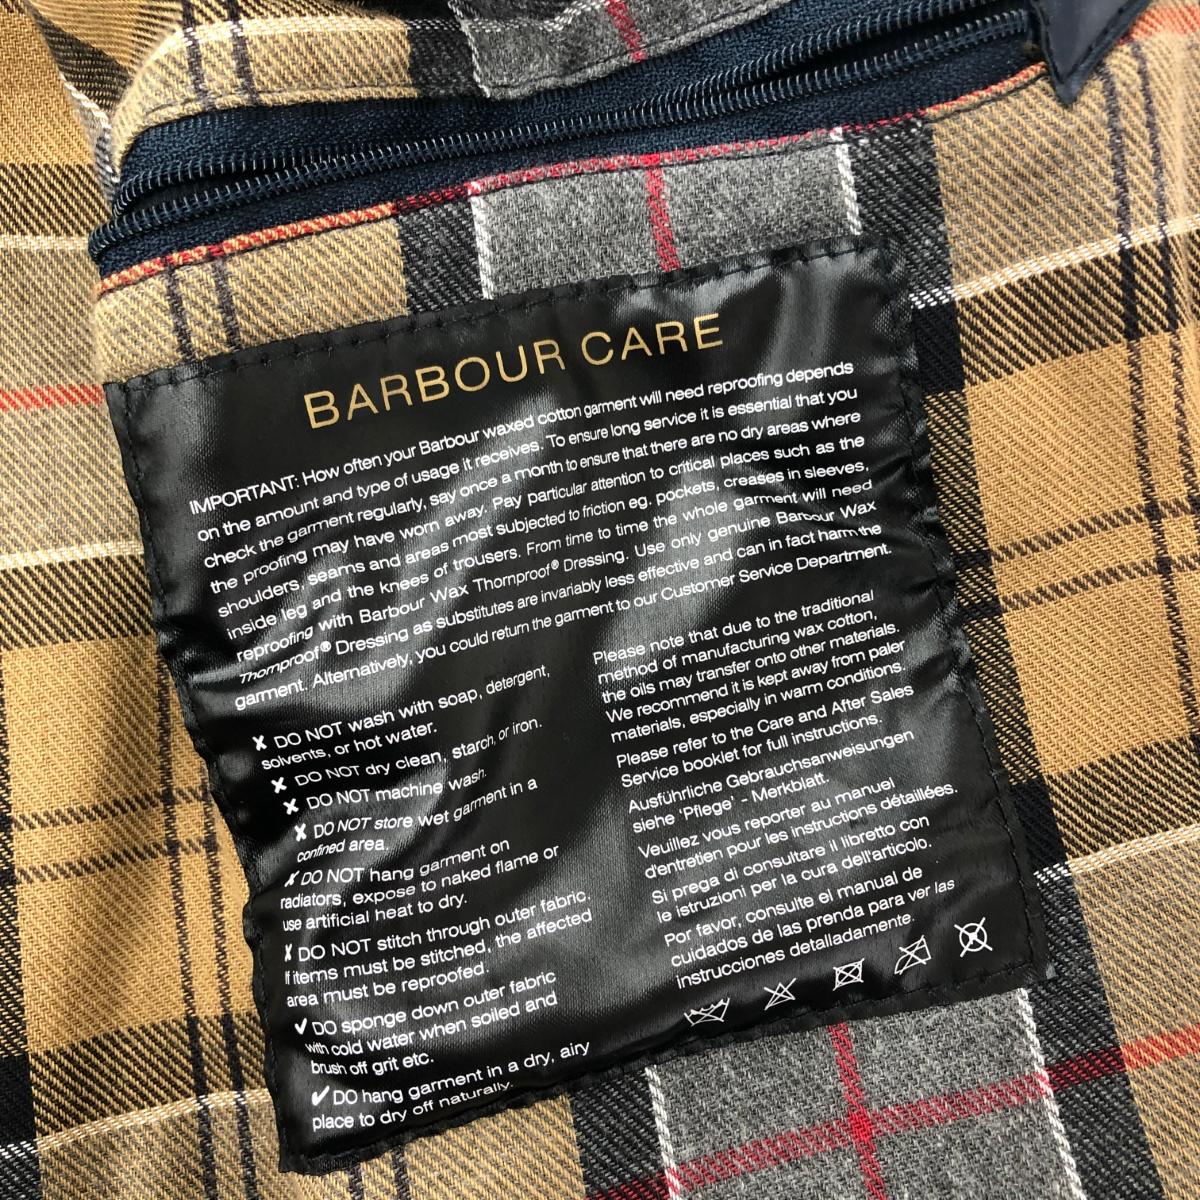 BARBOUR CARE
IMPORTANT: How often your Barbour waxed cotton garment will need reproofing depends
on the amount and type of usage it receives. To ensure long service it is essential that you
check the garment regularly, say once a month to ensure that there are no dry areas where
the proofing may have worn away. Pay particular attention to critical places such as the
shoulders, seams and areas most subjected to friction eg. pockets, creases in sleeves,
inside leg and the knees of trousers. From time to time the whole garment will need
reproofing with Barbour Wax Thornproof® Dressing. Use only genuine Barbour Wax
Thornproof® Dressing as substitutes are invariably less effective and can in fact harm the
garment. Alternatively, you could return the garment to our Customer Service Department.
✗ DO NOT wash with soap, detergent,
solvents, or hot water.
✗ DO NOT dry clean, starch, or iron.
✗ DO NOT machine wash.
✗ DO NOT store wet garment in a
confined area.
✗ DO NOT hang garment on
radiators, expose to naked flame or
use artificial heat to dry.
✗ DO NOT stitch through outer fabric.
If items must be stitched, the affected
area must be reproofed.
✓ DO sponge down outer fabric
with cold water when soiled and
brush off grit etc.
✓ DO hang garment in a dry, airy
place to dry off naturally.
Please note that due to the traditional
method of manufacturing wax cotton,
the oils may transfer onto other materials.
We recommend it is kept away from paler
materials, especially in warm conditions.
Please refer to the Care and After Sales
Service booklet for full instructions.
Ausführliche Gebrauchsanweisungen
siehe 'Pflege' - Merkblatt.
Veuillez vous reporter au manuel
d'entretien pour les instructions détaillées.
Si prega di consultare il libretto con
le istruzioni per la cura dell'articolo.
Por favor, consulte el manual de
cuidados de las prenda para ver las
instrucciones detalladamente.